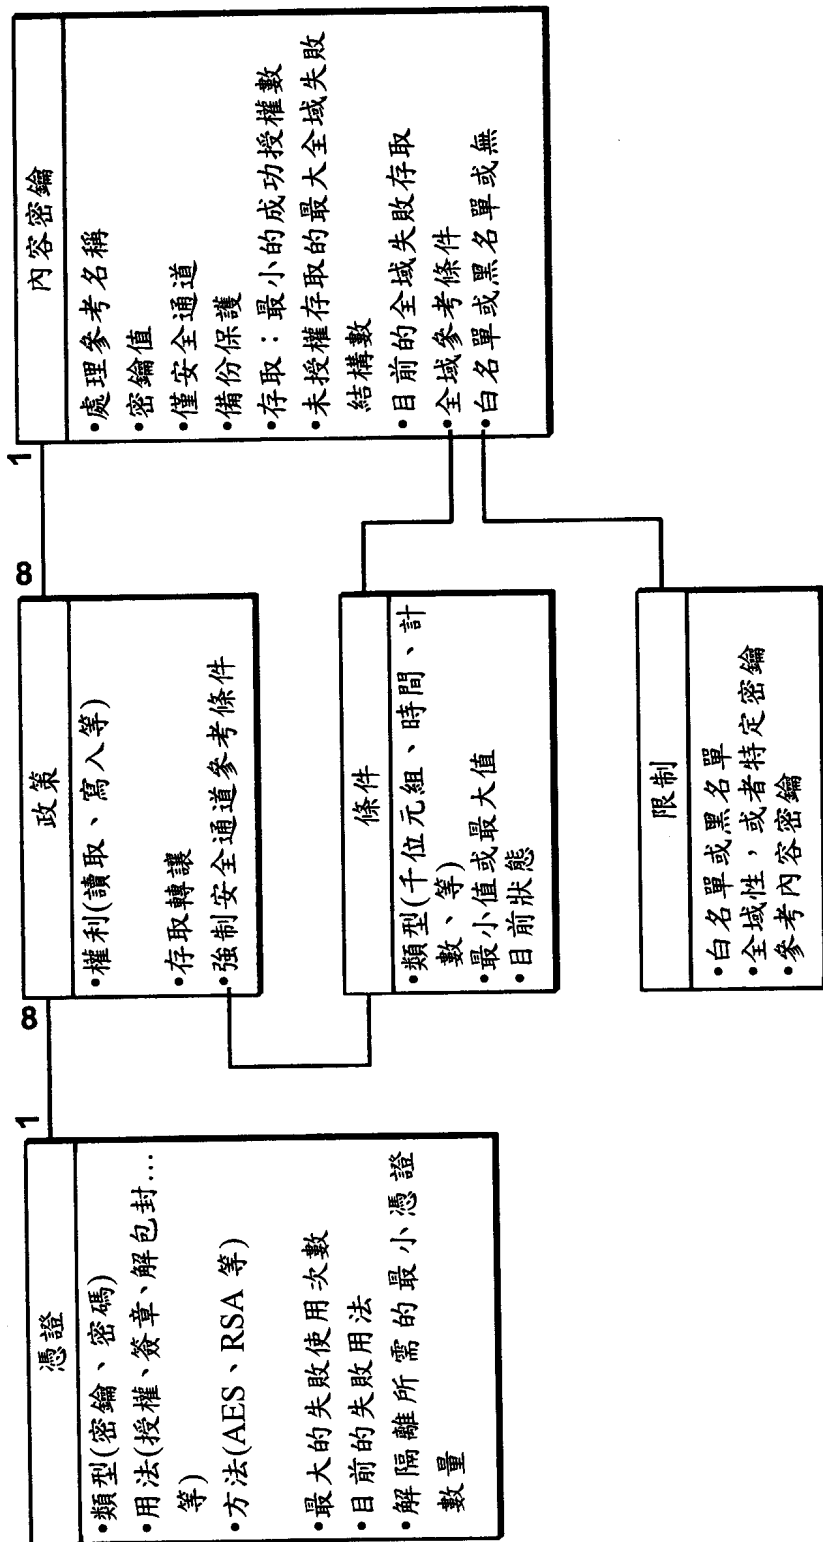 憑證
•類型(密鑰、密碼)
•用法(授權、簽章、解包封…
等)
•方法(AES、RSA 等)
•最大的失敗使用次數
•目前的失敗用法
•解隔離所需的最小憑證
數量
1
∞
政策
•權利(讀取、寫入等)
•存取轉讓
•強制安全通道參考條件
∞
1
內容密鑰
•處理參考名稱
•密鑰值
•僅安全通道
•備份保護
•存取：最小的成功授權數
•未授權存取的最大全域失敗
結構數
•目前的全域失敗存取
•全域參考條件
•白名單或黑名單或無
條件
•類型(千位元組、時間、計
數、等)
•最小值或最大值
•目前狀態
限制
•白名單或黑名單
•全域性，或者特定密鑰
•參考內容密鑰